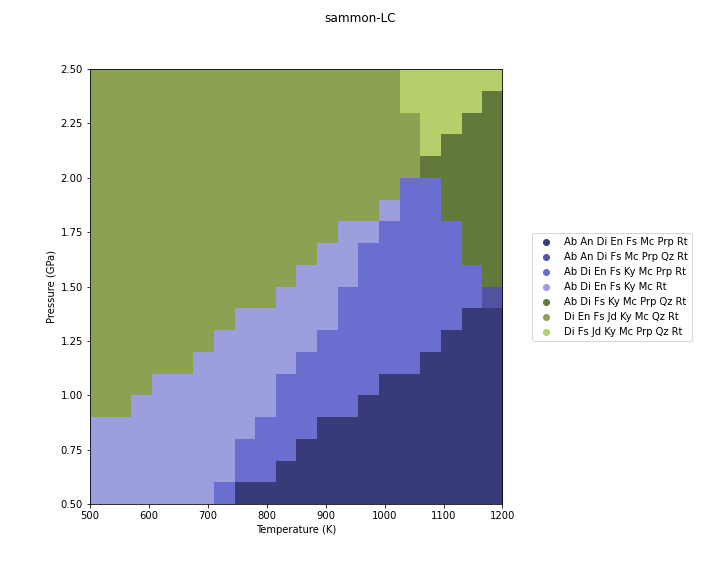 sammon-LC
2.50
2.25
2.00
1.75
1.50
1.25
1.00
0.75
0.50
Pressure (GPa)
500
600
700
800
900
1000
1100
1200
Temperature (K)
Ab An Di En Fs Mc Prp Rt
Ab An Di Fs Mc Prp Qz Rt
Ab Di En Fs Ky Mc Prp Rt
Ab Di En Fs Ky Mc Rt
Ab Di Fs Ky Mc Prp Qz Rt
Di En Fs Jd Ky Mc Qz Rt
Di Fs Jd Ky Mc Prp Qz Rt